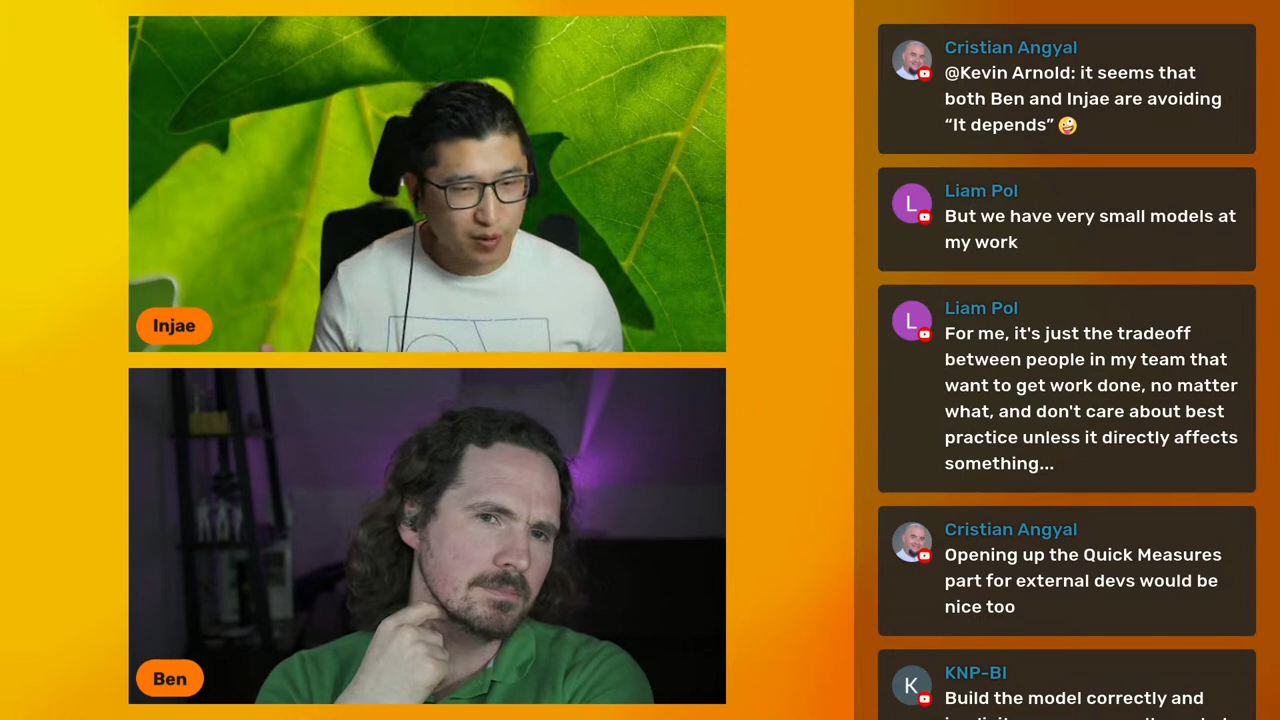 Injae
Ben
Cristian Angyal
@Kevin Arnold: it seems that
both Ben and Injae are avoiding
“It depends” 🤪
L
Liam Pol
But we have very small models at
my work
L
Liam Pol
For me, it's just the tradeoff
between people in my team that
want to get work done, no matter
what, and don't care about best
practice unless it directly affects
something...
Cristian Angyal
Opening up the Quick Measures
part for external devs would be
nice too
K
KNP-BI
Build the model correctly and